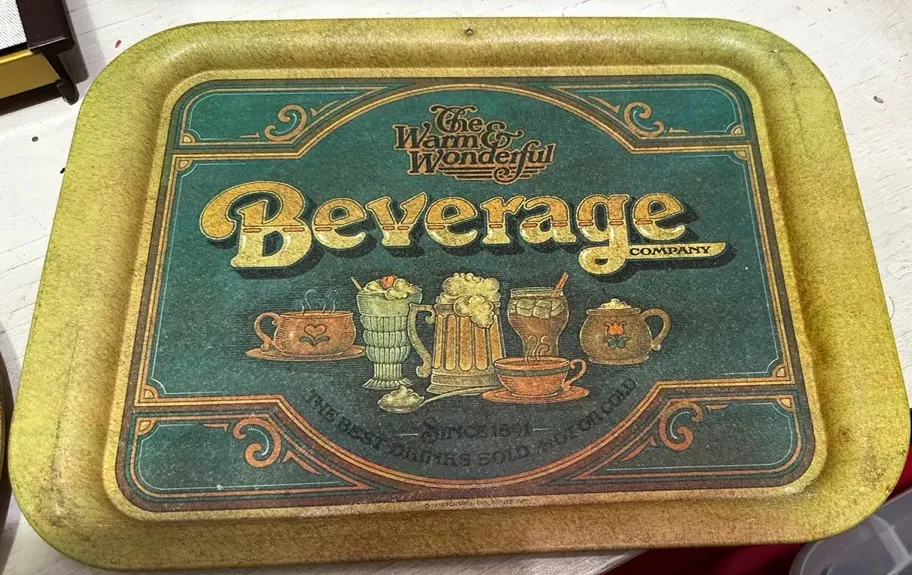 The
Warm &
Wonderful
Beverage
COMPANY
SINCE 1891
THE BEST DRINKS SOLD, HOT OR COLD